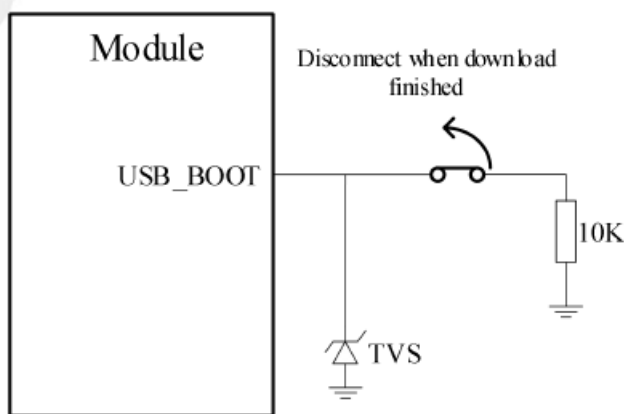 Module
Disconnect when download
finished
USB_BOOT
10K
TVS